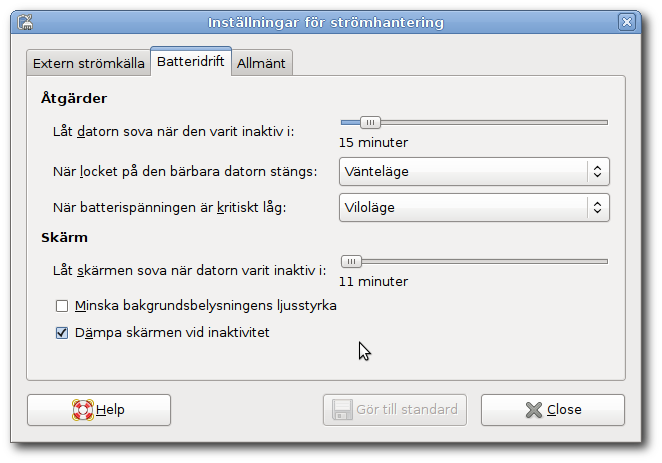 Inställningar för strömhantering
Extern strömkälla Batteridrift Allmänt
Åtgärder
Låt datorn sova när den varit inaktiv i:
15 minuter
När locket på den bärbara datorn stängs: Vänteläge
När batterispänningen är kritiskt låg: Viloläge
Skärm
Låt skärmen sova när datorn varit inaktiv i:
11 minuter
Minska bakgrundsbelysningens ljusstyrka
Dämpa skärmen vid inaktivitet
Help Gör till standard Close